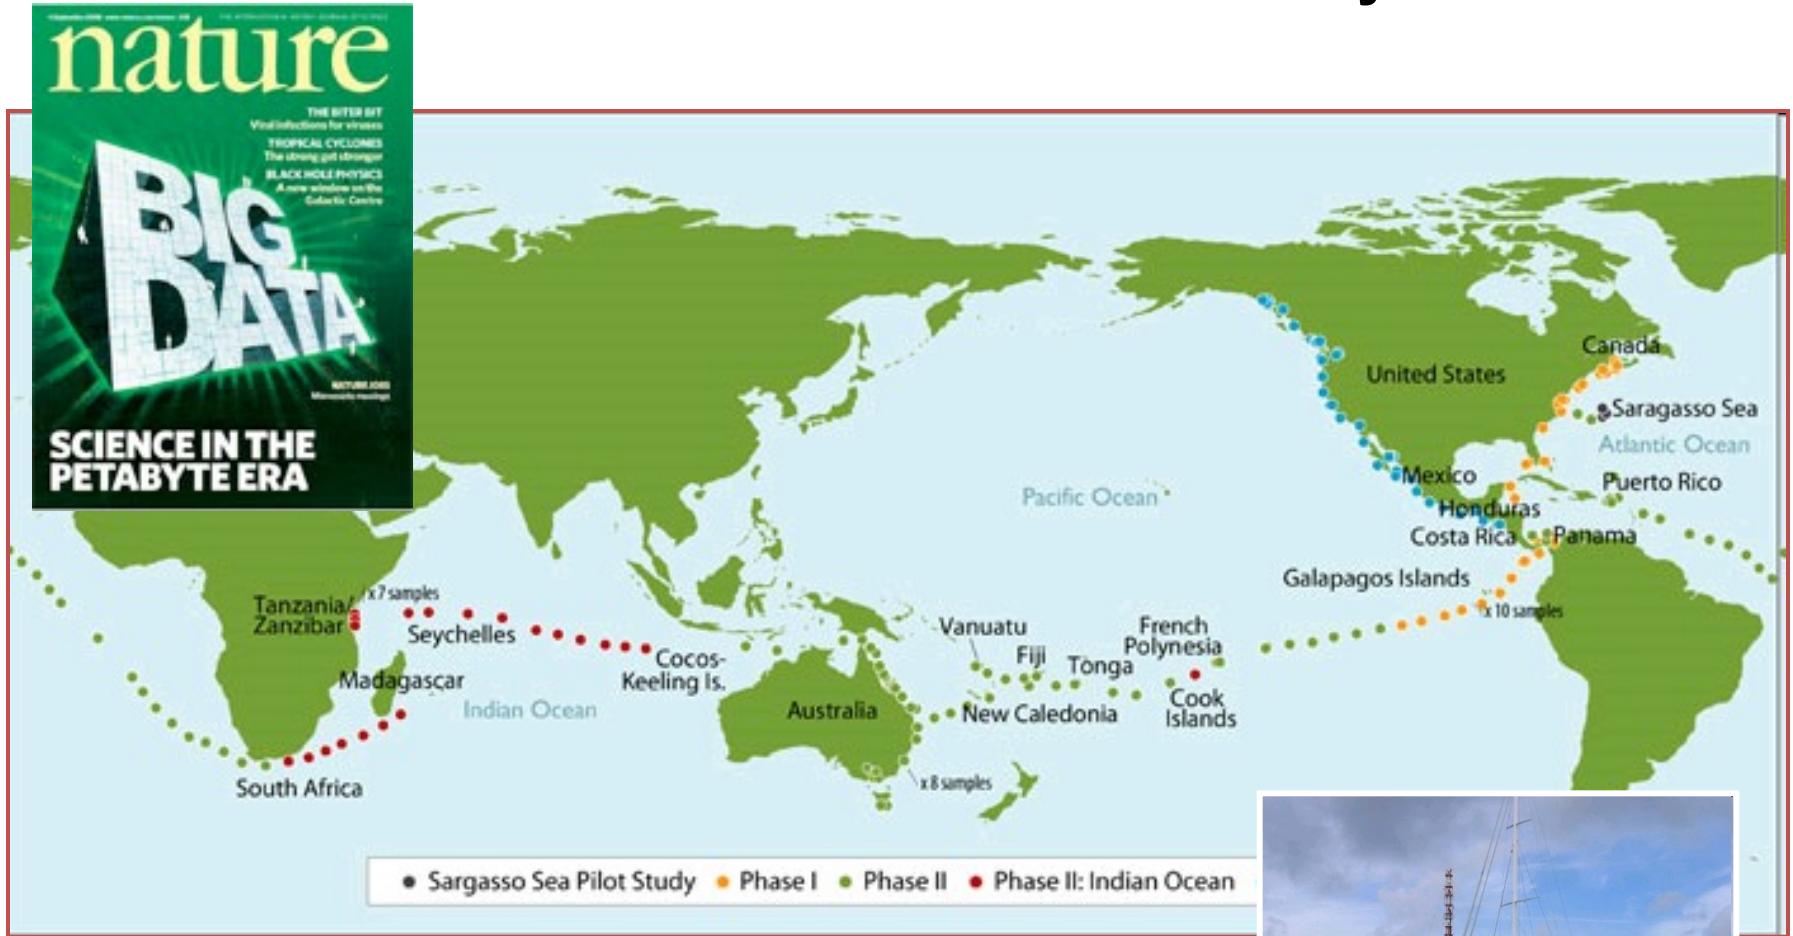 nature
THE BITER BIT
Viral infections for viruses
TROPICAL CYCLONES
The strong get stronger
BLACK HOLE PHYSICS
A new window on the
Galactic Centre
BIG
DATA
NATURE JOBS
SCIENCE IN THE
PETABYTE ERA
Canada
United States
Saragasso Sea
Atlantic Ocean
Mexico
Puerto Rico
Pacific Ocean
Honduras
Costa Rica
Panama
Galapagos Islands
x 10 samples
x 7 samples
Tanzania/
Zanzibar
Seychelles
Cocos-
Keeling Is.
Madagascar
Indian Ocean
Vanuatu
Fiji
Tonga
French
Polynesia
Cook
Islands
Australia
New Caledonia
x 8 samples
South Africa
Sargasso Sea Pilot Study
Phase I
Phase II
Phase II: Indian Ocean